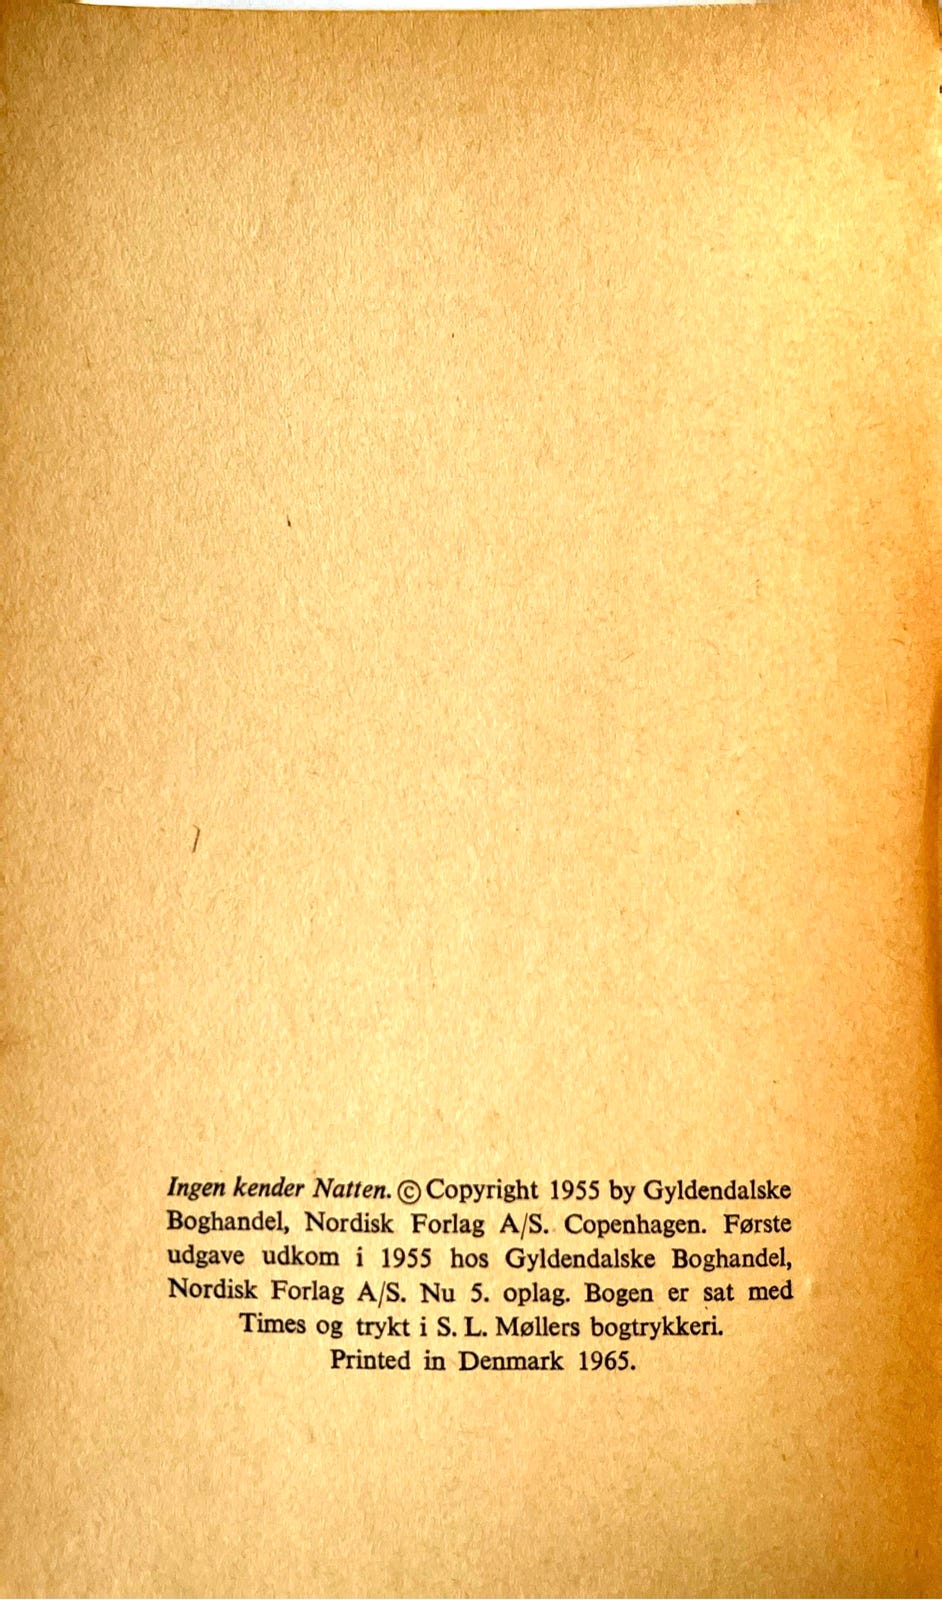 Ingen kender Natten. © Copyright 1955 by Gyldendalske
Boghandel, Nordisk Forlag A/S. Copenhagen. Første
udgave udkom i 1955 hos Gyldendalske Boghandel,
Nordisk Forlag A/S. Nu 5. oplag. Bogen er sat med
Times og trykt i S. L. Møllers bogtrykkeri.
Printed in Denmark 1965.